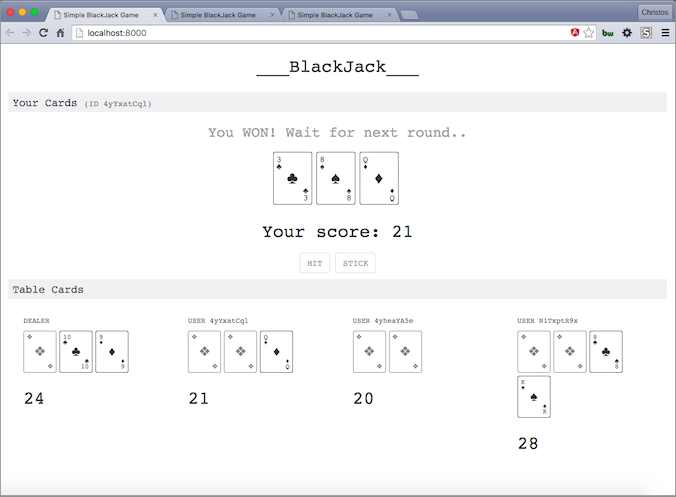 Simple BlackJack Game × Simple BlackJack Game × Simple BlackJack Game × Christos
localhost:8000 bw S
___BlackJack___
Your Cards (ID 4yYxatCql)
You WON! Wait for next round..
3 8 Q
3 8 Q
Your score: 21
HIT STICK
Table Cards
DEALER USER 4yYxatCql USER 4yheaYA5e USER N1TxptR9x
10 9 Q 8
10 9 Q 8
K
K
24 21 20
28